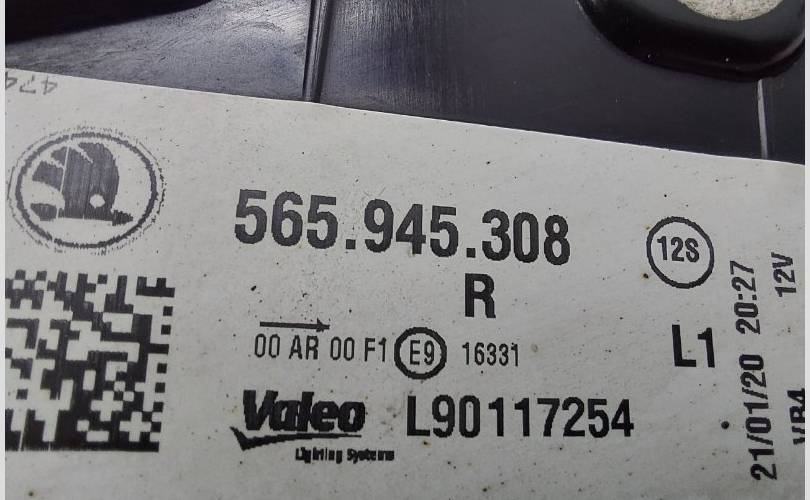 474
565.945.308
12S
R
00 AR 00 F1 E9 16331
L1
Valeo L90117254
Lighting Systems
21/01/20 20:27
12V